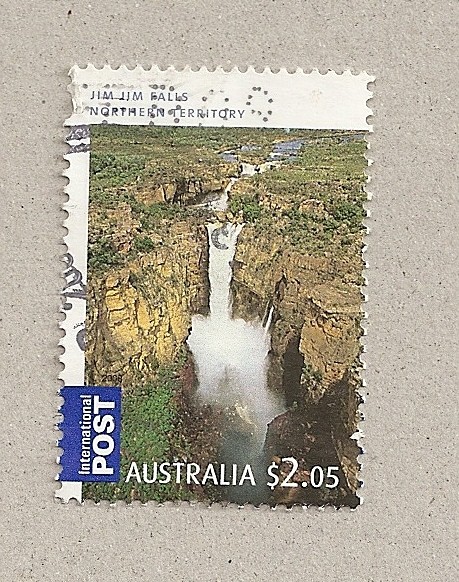 JIM JIM FALLS
NORTHERN TERRITORY
International
POST
AUSTRALIA $2.05